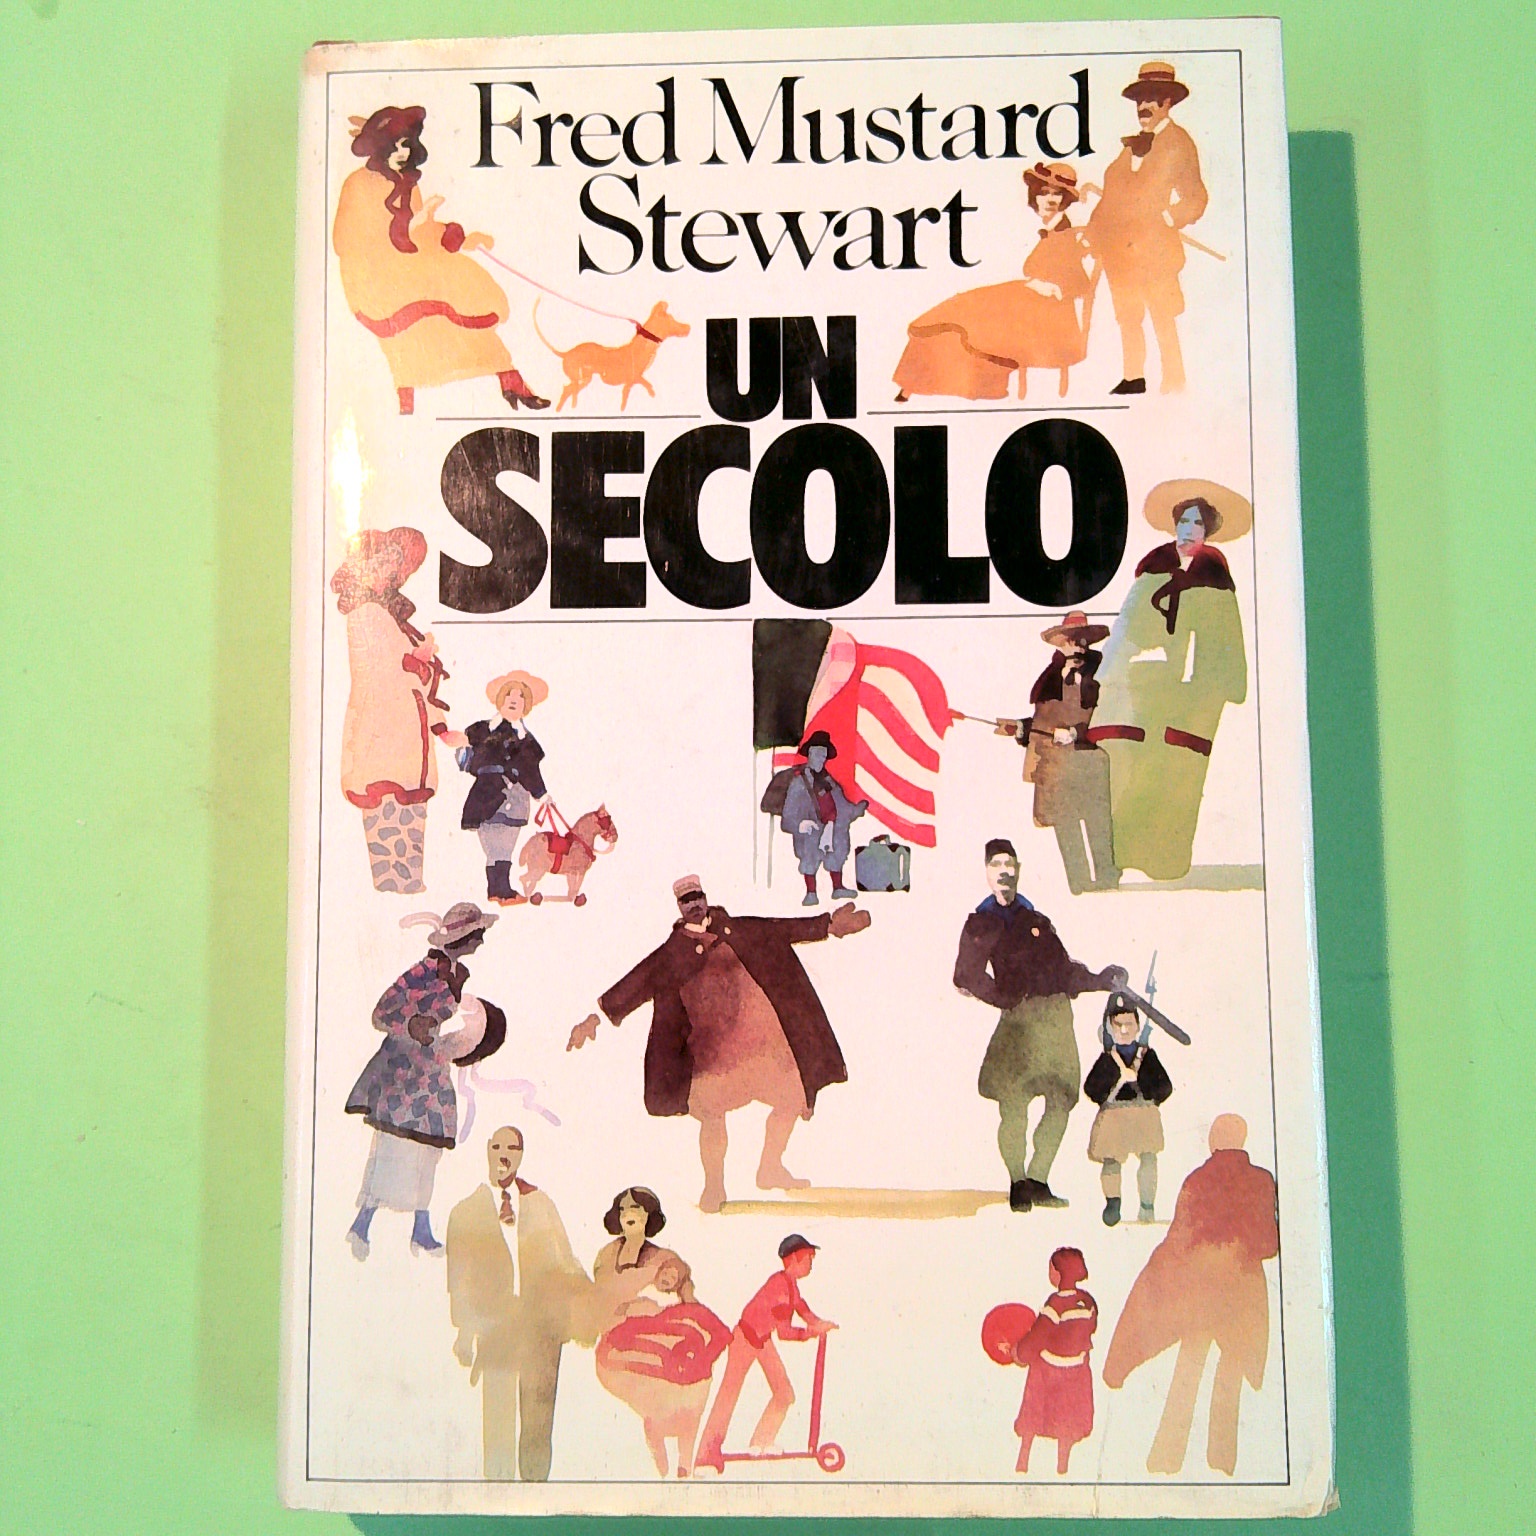 Fred Mustard
Stewart
UN
SECOLO